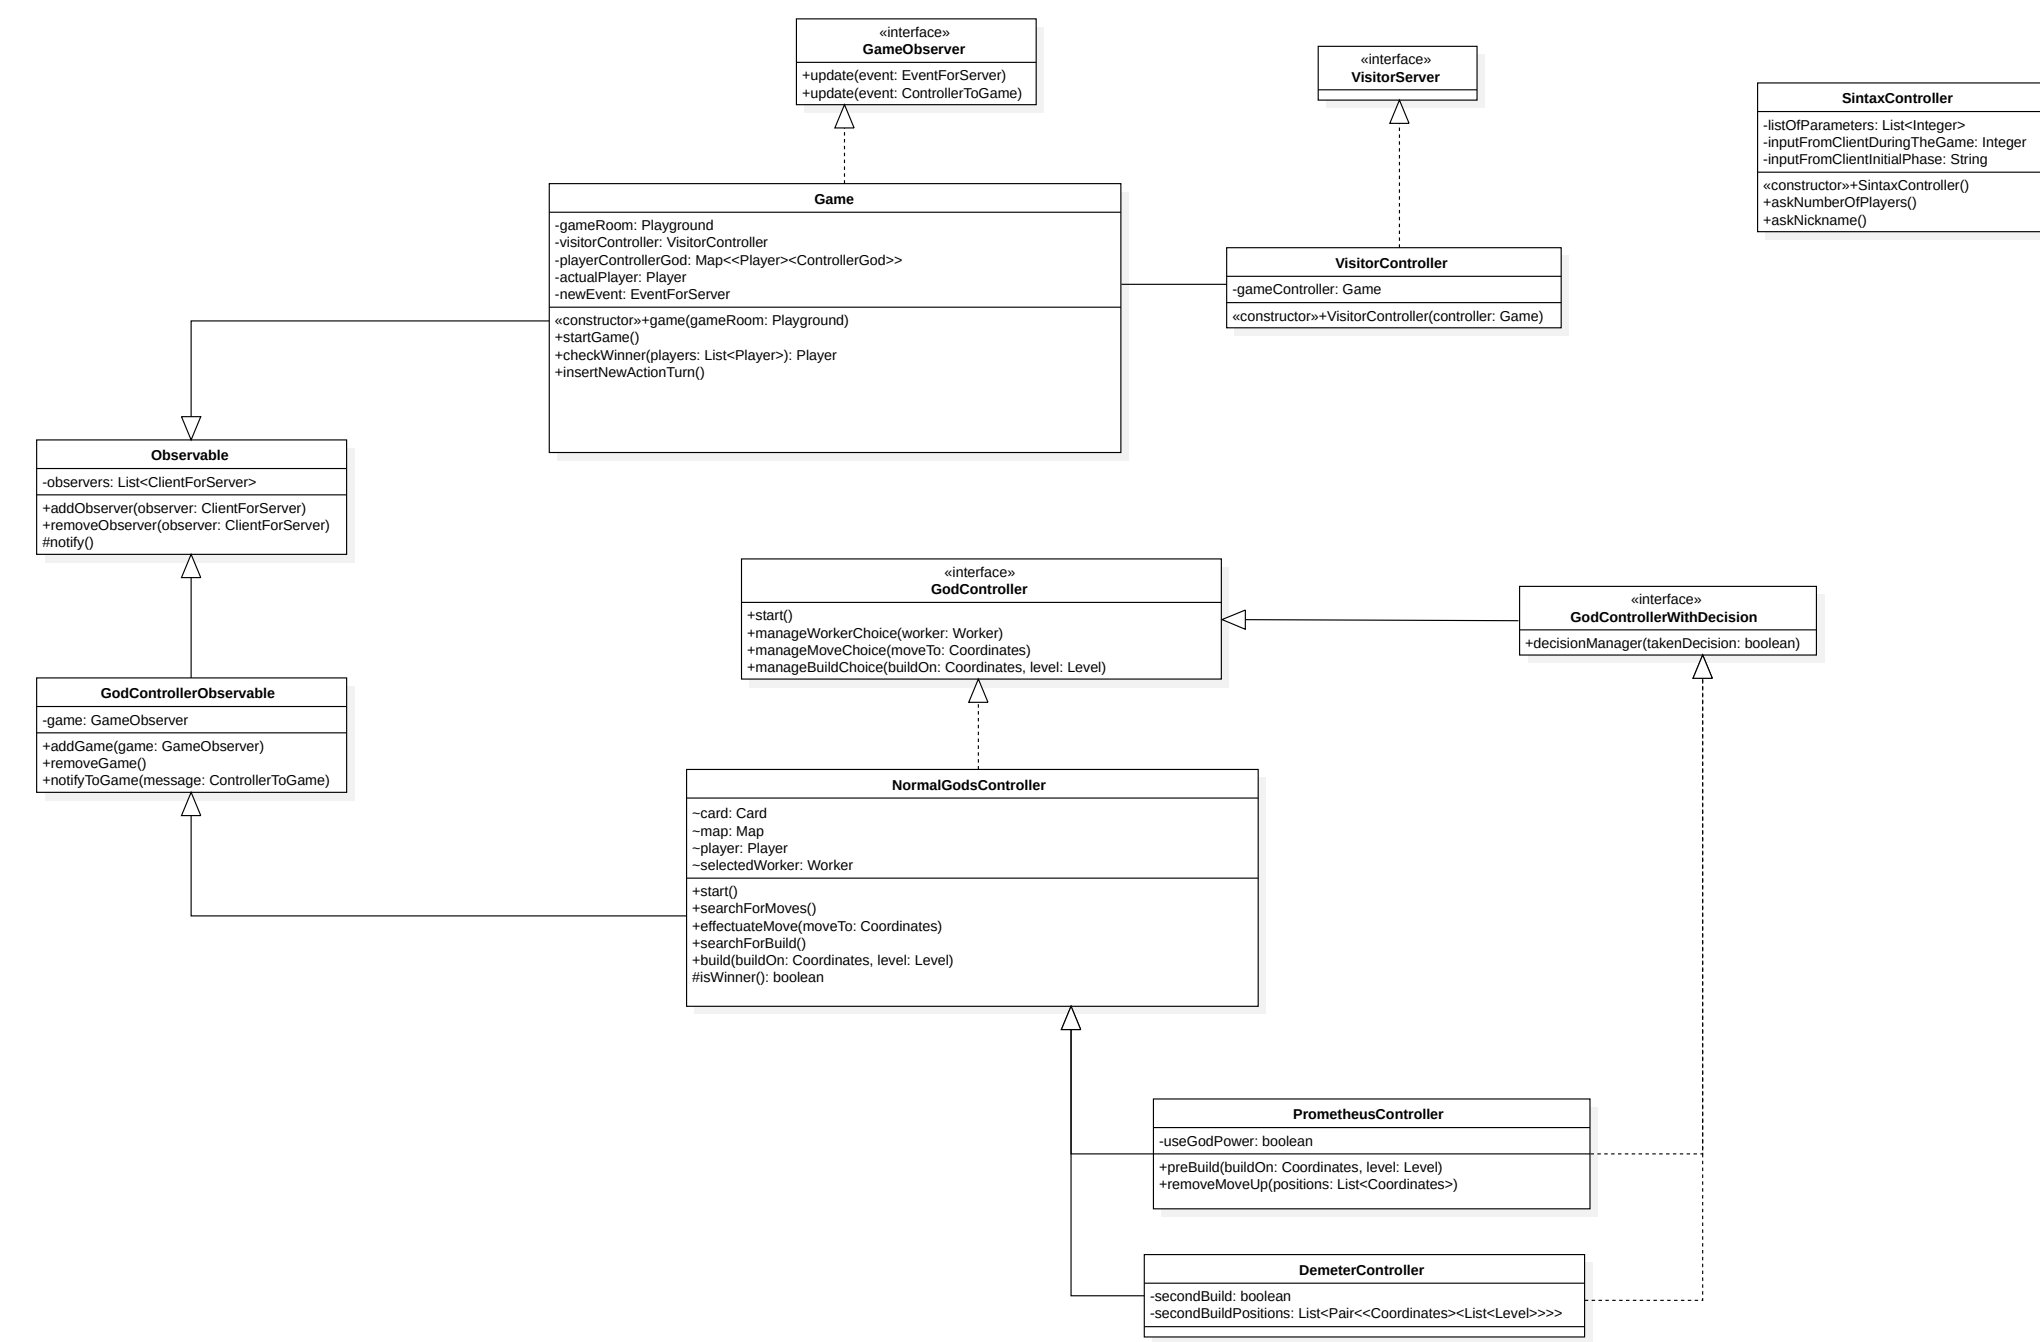 «interface»
GameObserver
+update(event: EventForServer)
+update(event: ControllerToGame)
«interface»
VisitorServer
SintaxController
-listOfParameters: List<Integer>
-inputFromClientDuringTheGame: Integer
-inputFromClientInitialPhase: String
«constructor»+SintaxController()
+askNumberOfPlayers()
+askNickname()
Game
-gameRoom: Playground
-visitorController: VisitorController
-playerControllerGod: Map<<Player><ControllerGod>>
-actualPlayer: Player
-newEvent: EventForServer
«constructor»+game(gameRoom: Playground)
+startGame()
+checkWinner(players: List<Player>): Player
+insertNewActionTurn()
VisitorController
-gameController: Game
«constructor»+VisitorController(controller: Game)
Observable
-observers: List<ClientForServer>
+addObserver(observer: ClientForServer)
+removeObserver(observer: ClientForServer)
#notify()
«interface»
GodController
+start()
+manageWorkerChoice(worker: Worker)
+manageMoveChoice(moveTo: Coordinates)
+manageBuildChoice(buildOn: Coordinates, level: Level)
«interface»
GodControllerWithDecision
+decisionManager(takenDecision: boolean)
GodControllerObservable
-game: GameObserver
+addGame(game: GameObserver)
+removeGame()
+notifyToGame(message: ControllerToGame)
NormalGodsController
~card: Card
~map: Map
~player: Player
~selectedWorker: Worker
+start()
+searchForMoves()
+effectuateMove(moveTo: Coordinates)
+searchForBuild()
+build(buildOn: Coordinates, level: Level)
#isWinner(): boolean
PrometheusController
-useGodPower: boolean
+preBuild(buildOn: Coordinates, level: Level)
+removeMoveUp(positions: List<Coordinates>)
DemeterController
-secondBuild: boolean
-secondBuildPositions: List<Pair<<Coordinates><List<Level>>>>